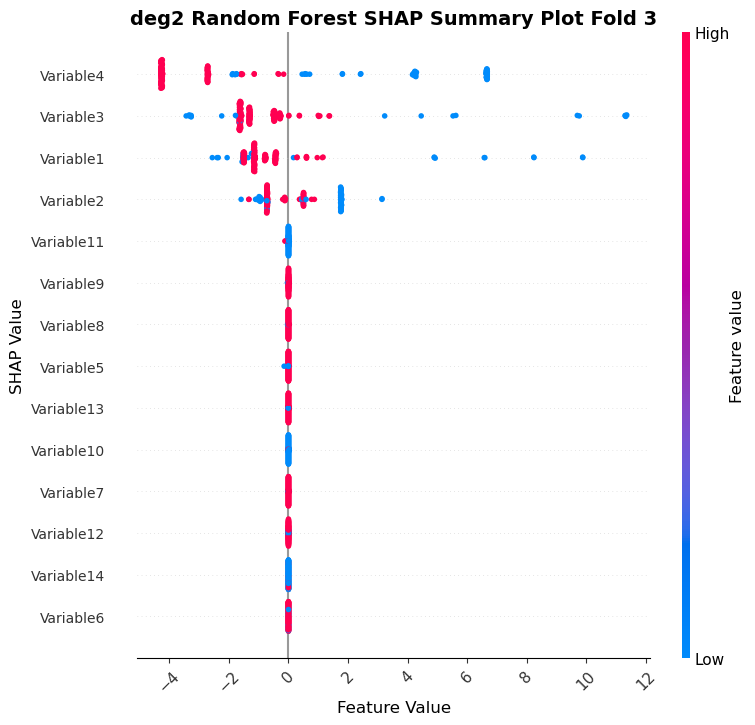 deg2 Random Forest SHAP Summary Plot Fold 3
High
Variable4
Variable3
Variable1
Variable2
Variable11
Variable9
Variable8
Variable5
Variable13
Variable10
Variable7
Variable12
Variable14
Variable6
SHAP Value
Feature value
Low
−4
−2
0
2
4
6
8
10
12
Feature Value